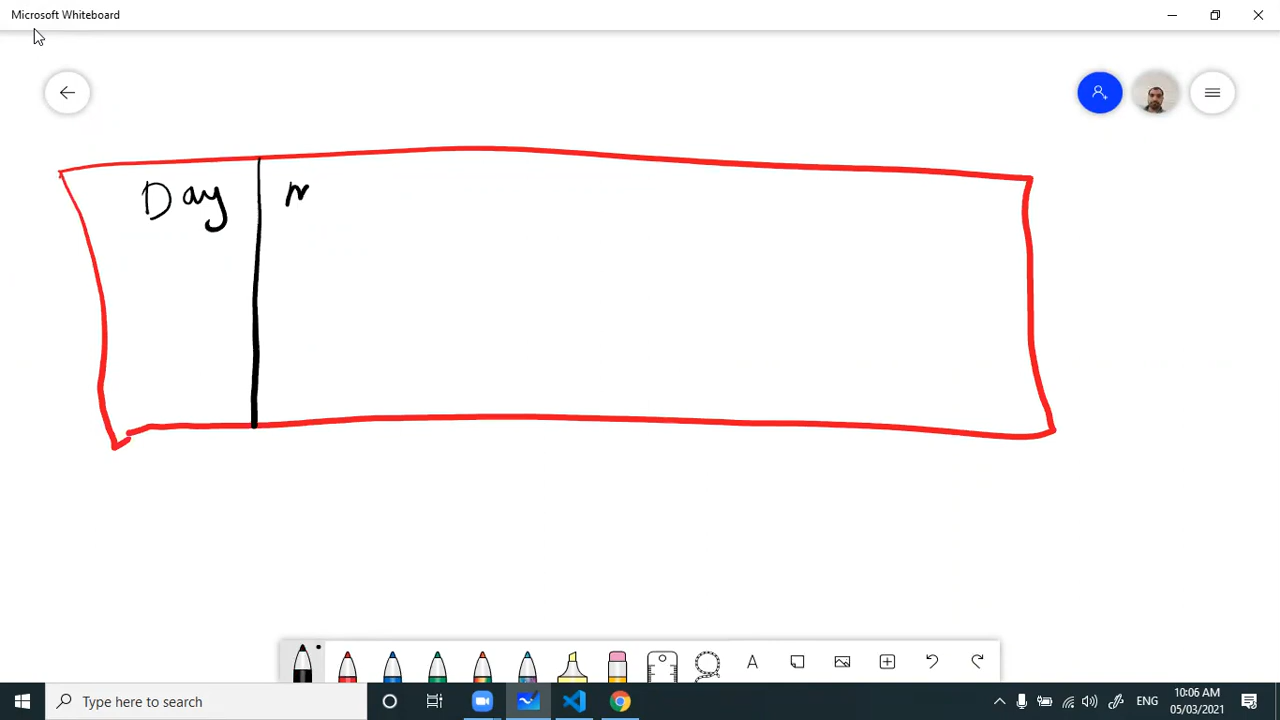 Microsoft Whiteboard
Day
Type here to search
ENG
10:06 AM
05/03/2021